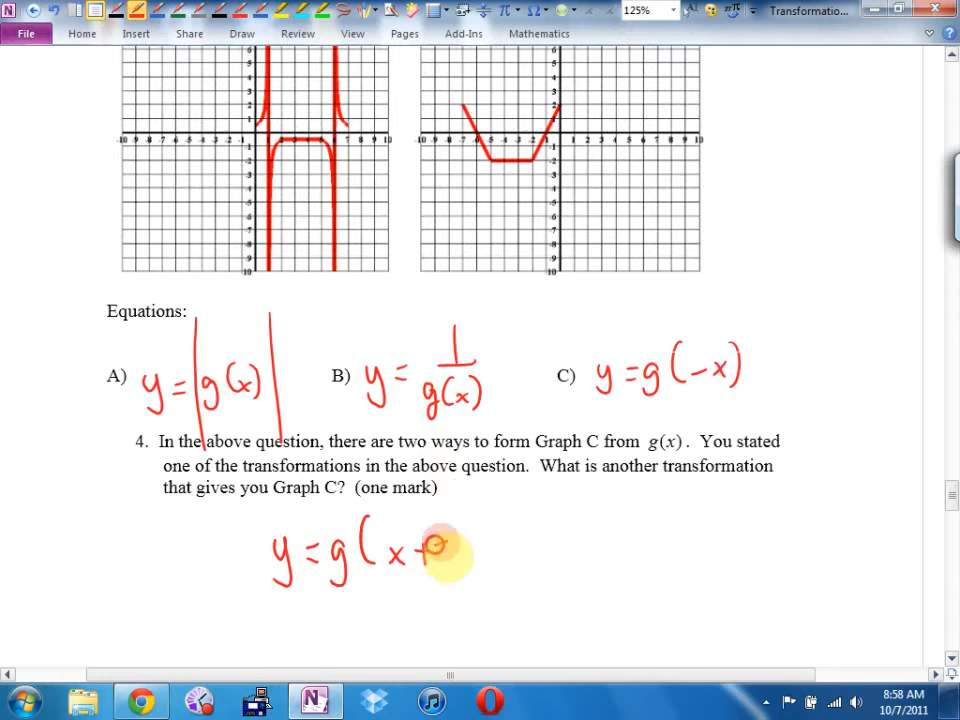 125%
Transformatio...
File Home Insert Share Draw Review View Pages Add-Ins Mathematics
Equations:
A) y = |g(x)| B) y = 1/g(x) C) y = g(-x)
4. In the above question, there are two ways to form Graph C from g(x). You stated
one of the transformations in the above question. What is another transformation
that gives you Graph C? (one mark)
y = g(x+
8:58 AM
10/7/2011